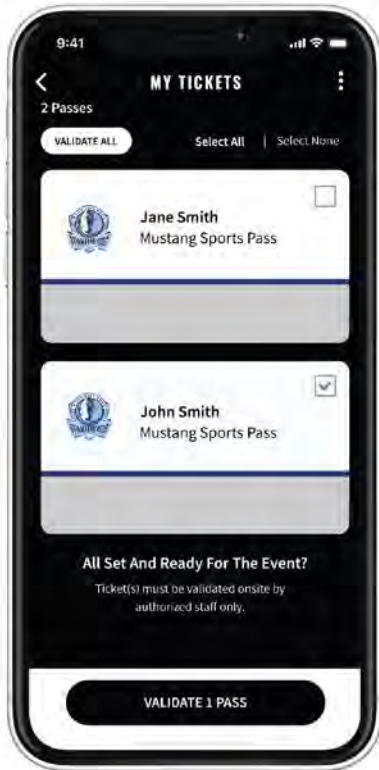 9:41
MY TICKETS
2 Passes
VALIDATE ALL
Select All | Select None
Jane Smith
Mustang Sports Pass
John Smith
Mustang Sports Pass
All Set And Ready For The Event?
Ticket(s) must be validated onsite by
authorized staff only.
VALIDATE 1 PASS